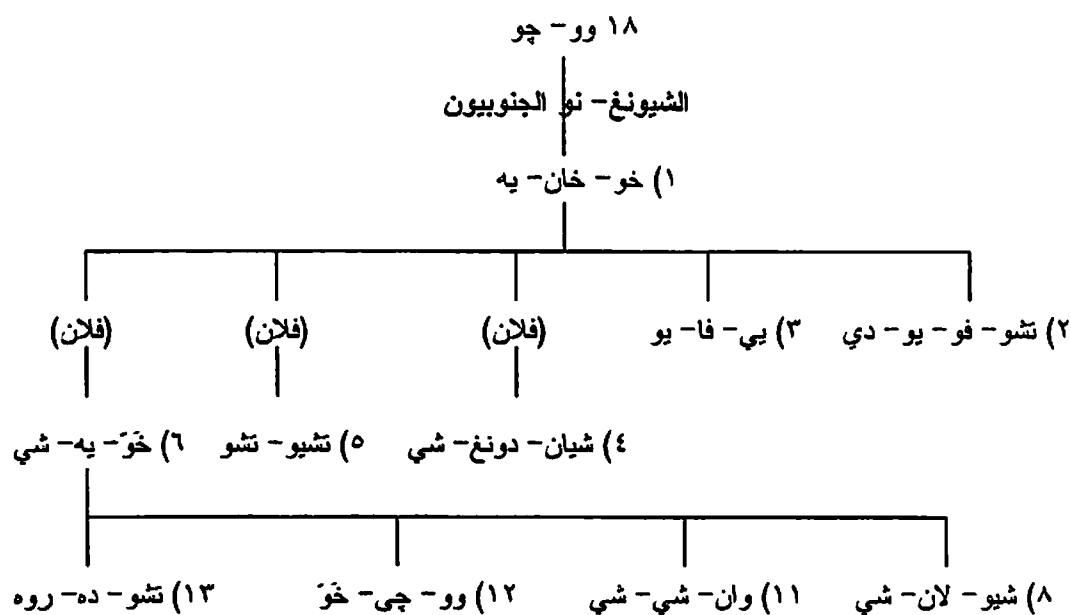 ١٨ وو- چو
الشيونغ- نو الجنوبيون
١) خو- خان- يه
٢) تشو- فو- يو- دي ٣) يي- فا- يو (فلان) (فلان) (فلان)
٤) شيان- دونغ- شي ٥) تشيو- تشو ٦) خَوّ- يه- شي
٨) شيو- لان- شي ١١) وان- شي- شي ١٢) وو- چي- خَوّ ١٣) تشو- ده- روه